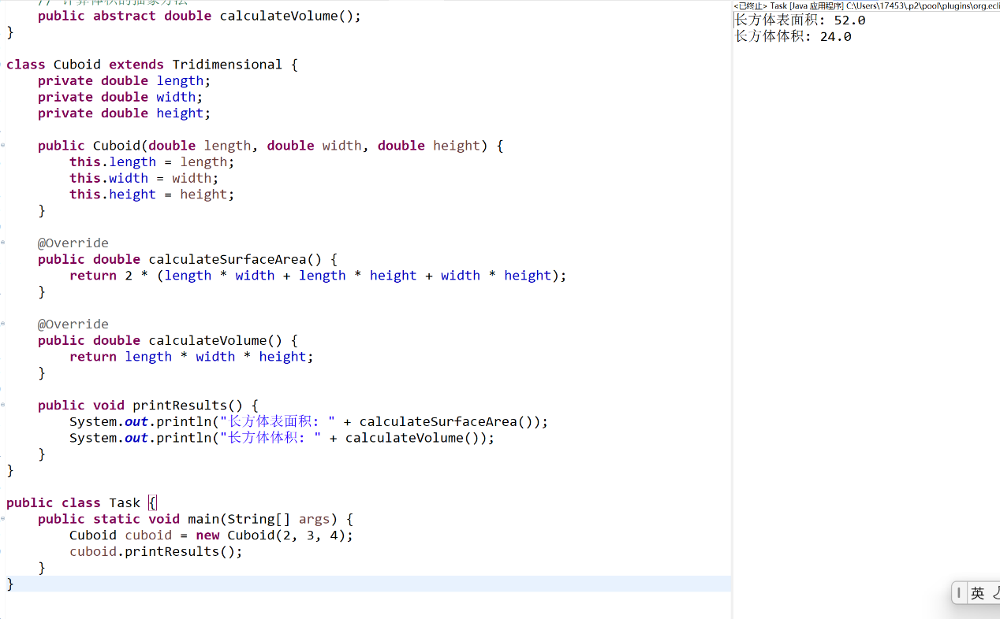 // 计算体积的抽象方法
public abstract double calculateVolume();
}
class Cuboid extends Tridimensional {
private double length;
private double width;
private double height;
public Cuboid(double length, double width, double height) {
this.length = length;
this.width = width;
this.height = height;
}
@Override
public double calculateSurfaceArea() {
return 2 * (length * width + length * height + width * height);
}
@Override
public double calculateVolume() {
return length * width * height;
}
public void printResults() {
System.out.println("长方体表面积: " + calculateSurfaceArea());
System.out.println("长方体体积: " + calculateVolume());
}
}
public class Task {
public static void main(String[] args) {
Cuboid cuboid = new Cuboid(2, 3, 4);
cuboid.printResults();
}
}
<已终止> Task [Java 应用程序] C:\Users\17453\.p2\pool\plugins\org.ecli
长方体表面积: 52.0
长方体体积: 24.0
英